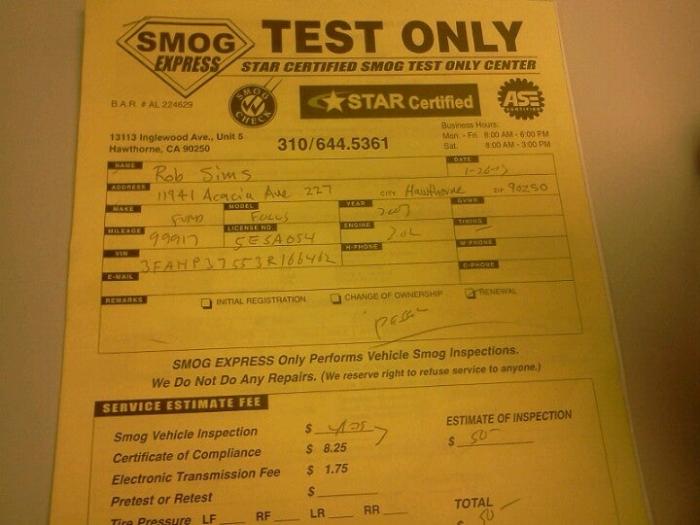 SMOG EXPRESS TEST ONLY
STAR CERTIFIED SMOG TEST ONLY CENTER
B.A.R. # AL 224629
SMOG CHECK
STAR Certified
ASE CERTIFIED
13113 Inglewood Ave., Unit 5
Hawthorne, CA 90250
310/644.5361
Business Hours:
Mon. - Fri. 8:00 AM - 6:00 PM
Sat. 8:00 AM - 3:00 PM
NAME Rob Sims DATE
ADDRESS 11941 Acacia Ave 227 CITY Hawthorne ZIP 90250
MAKE Ford MODEL Focus YEAR 2003 GVWR
MILEAGE 99917 LICENSE NO. 5ESA054 ENGINE 2.0L TIMING
VIN 3FAHP37553R166462 H-PHONE W-PHONE
E-MAIL C-PHONE
REMARKS INITIAL REGISTRATION CHANGE OF OWNERSHIP RENEWAL
SMOG EXPRESS Only Performs Vehicle Smog Inspections.
We Do Not Do Any Repairs. (We reserve right to refuse service to anyone.)
SERVICE ESTIMATE FEE
Smog Vehicle Inspection $
Certificate of Compliance $ 8.25
Electronic Transmission Fee $ 1.75
Pretest or Retest $
Tire Pressure LF RF LR RR
ESTIMATE OF INSPECTION
$ 50
TOTAL
$ 50